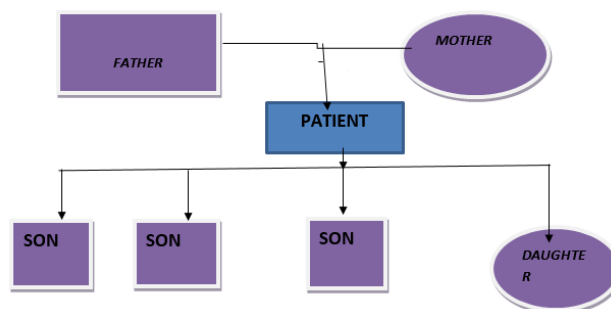 MOTHER
FATHER
PATIENT
SON
SON
SON
DAUGHTE
R